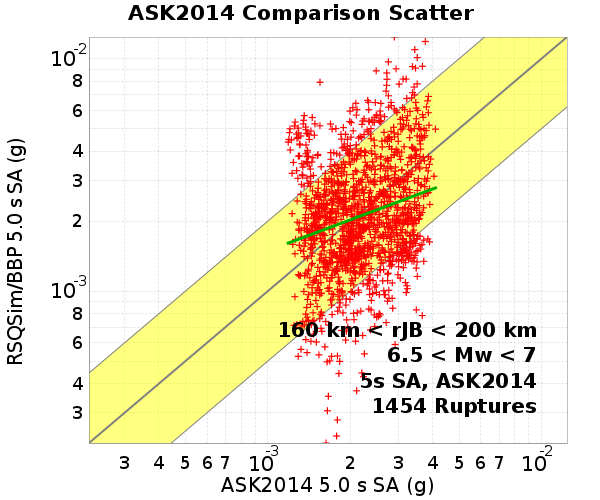 ASK2014 Comparison Scatter
RSQSim/BBP 5.0 s SA (g)
10-2
8
6
4
3
2
10-3
8
6
4
3
160 km < rJB < 200 km
6.5 < Mw < 7
5s SA, ASK2014
1454 Ruptures
3 4 5 6 7 10-3 2 3 4 5 6 7 10-2
ASK2014 5.0 s SA (g)